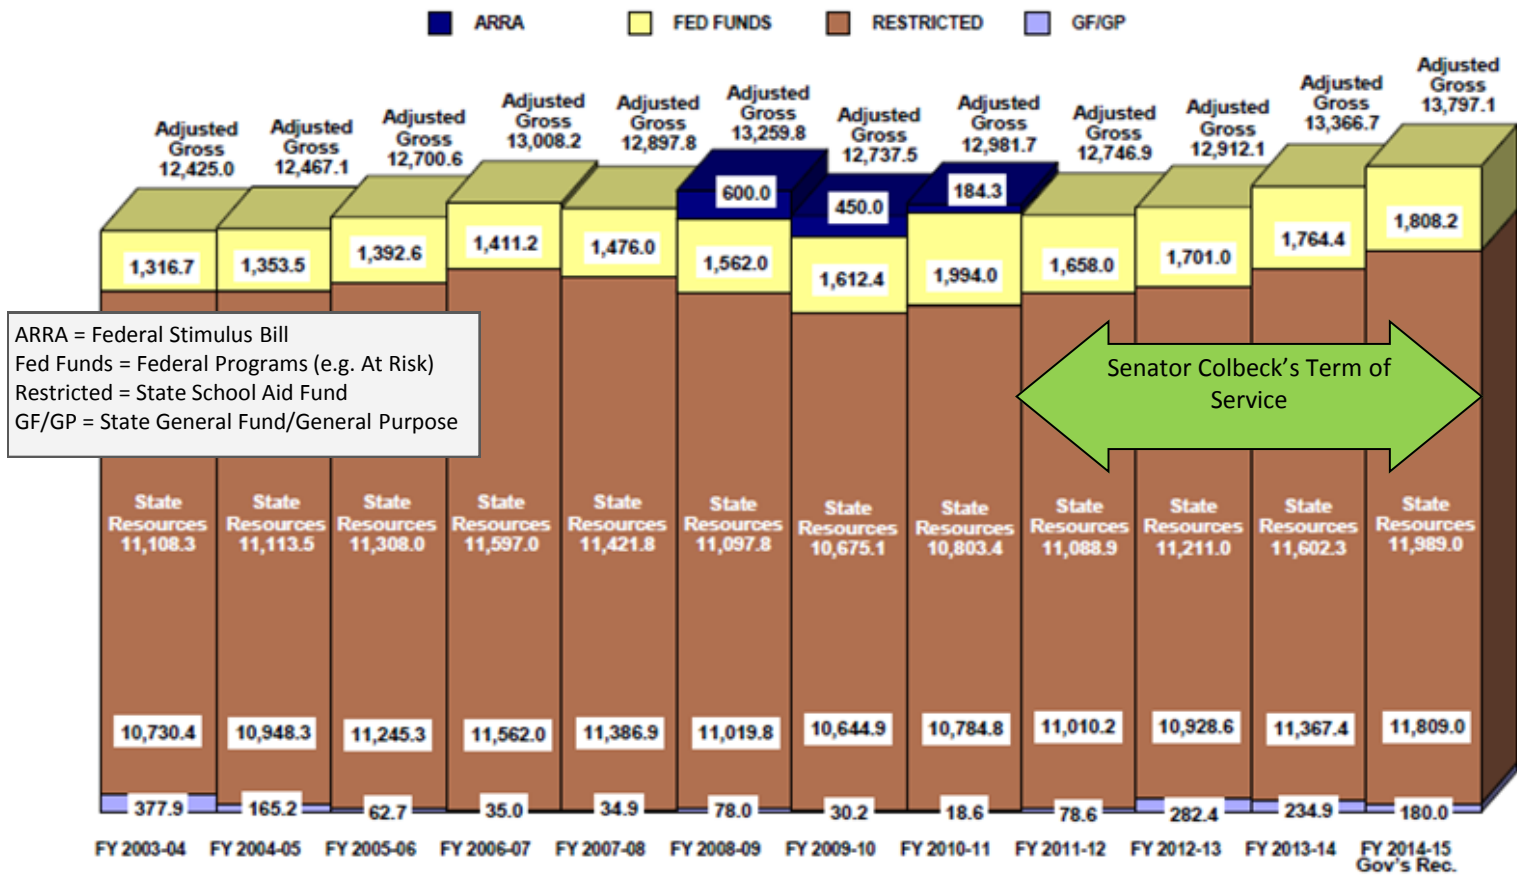 ARRA
FED FUNDS
RESTRICTED
GF/GP
Adjusted
Gross
12,425.0
Adjusted
Gross
12,467.1
Adjusted
Gross
12,700.6
Adjusted
Gross
13,008.2
Adjusted
Gross
12,897.8
Adjusted
Gross
13,259.8
Adjusted
Gross
12,737.5
Adjusted
Gross
12,981.7
Adjusted
Gross
12,746.9
Adjusted
Gross
12,912.1
Adjusted
Gross
13,366.7
Adjusted
Gross
13,797.1
600.0
450.0
184.3
1,316.7
1,353.5
1,392.6
1,411.2
1,476.0
1,562.0
1,612.4
1,994.0
1,658.0
1,701.0
1,764.4
1,808.2
ARRA = Federal Stimulus Bill
Fed Funds = Federal Programs (e.g. At Risk)
Restricted = State School Aid Fund
GF/GP = State General Fund/General Purpose
Senator Colbeck's Term of
Service
State
Resources
11,108.3
State
Resources
11,113.5
State
Resources
11,308.0
State
Resources
11,597.0
State
Resources
11,421.8
State
Resources
11,097.8
State
Resources
10,675.1
State
Resources
10,803.4
State
Resources
11,088.9
State
Resources
11,211.0
State
Resources
11,602.3
State
Resources
11,989.0
10,730.4
10,948.3
11,245.3
11,562.0
11,386.9
11,019.8
10,644.9
10,784.8
11,010.2
10,928.6
11,367.4
11,809.0
377.9
165.2
62.7
35.0
34.9
78.0
30.2
18.6
78.6
282.4
234.9
180.0
FY 2003-04
FY 2004-05
FY 2005-06
FY 2006-07
FY 2007-08
FY 2008-09
FY 2009-10
FY 2010-11
FY 2011-12
FY 2012-13
FY 2013-14
FY 2014-15
Gov's Rec.